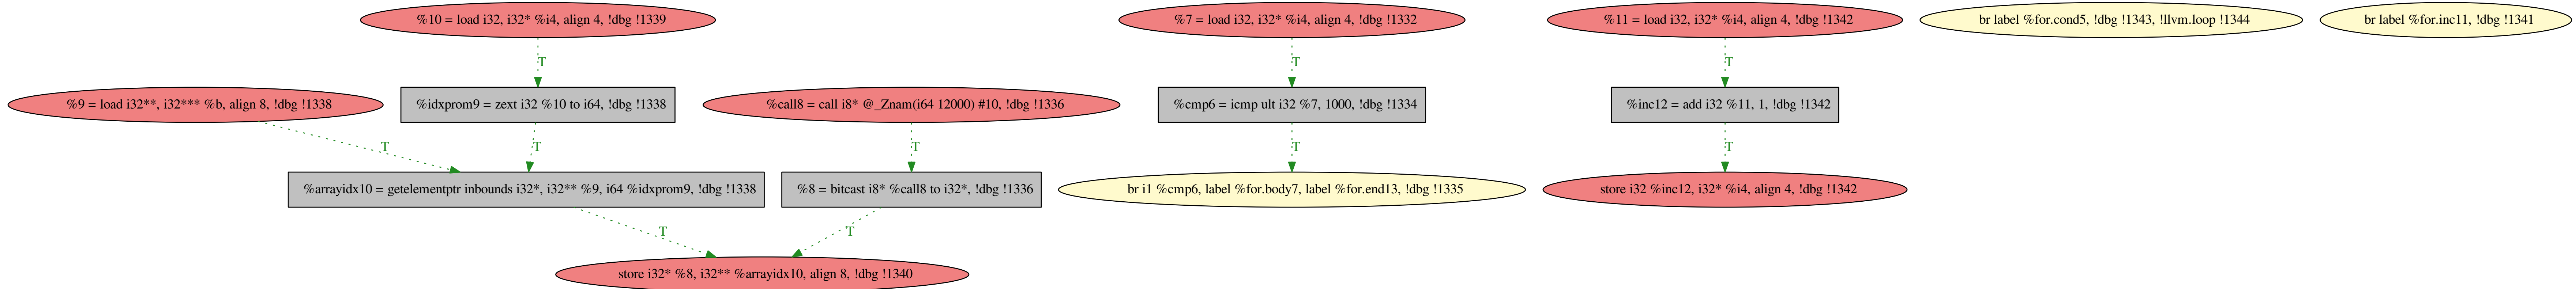 %10 = load i32, i32* %i4, align 4, !dbg !1339
%7 = load i32, i32* %i4, align 4, !dbg !1332
%11 = load i32, i32* %i4, align 4, !dbg !1342
br label %for.cond5, !dbg !1343, !llvm.loop !1344
br label %for.inc11, !dbg !1341
T
T
T
%9 = load i32**, i32*** %b, align 8, !dbg !1338
%idxprom9 = zext i32 %10 to i64, !dbg !1338
%call8 = call i8* @_Znam(i64 12000) #10, !dbg !1336
%cmp6 = icmp ult i32 %7, 1000, !dbg !1334
%inc12 = add i32 %11, 1, !dbg !1342
T
T
T
T
T
%arrayidx10 = getelementptr inbounds i32*, i32** %9, i64 %idxprom9, !dbg !1338
%8 = bitcast i8* %call8 to i32*, !dbg !1336
br i1 %cmp6, label %for.body7, label %for.end13, !dbg !1335
store i32 %inc12, i32* %i4, align 4, !dbg !1342
T
T
store i32* %8, i32** %arrayidx10, align 8, !dbg !1340